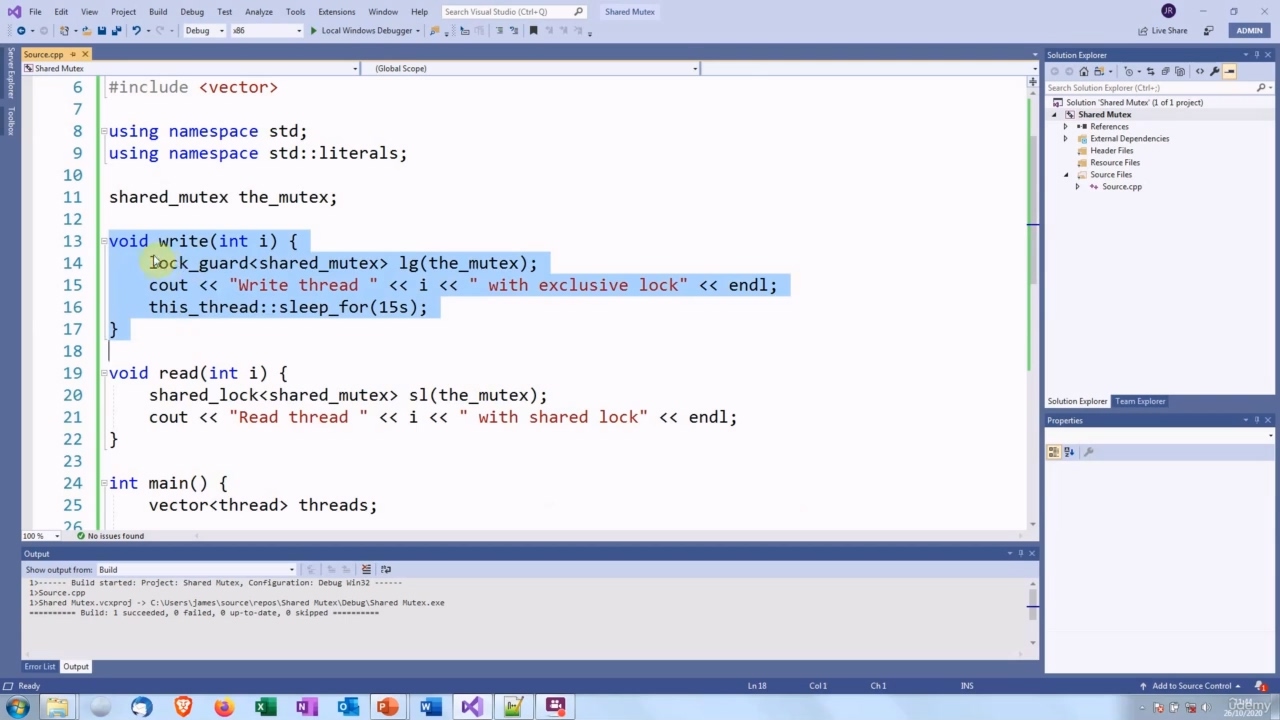 File Edit View Project Build Debug Test Analyze Tools Extensions Window Help Search Visual Studio (Ctrl+Q) Shared Mutex JR
Debug x86 Local Windows Debugger Live Share ADMIN
Server Explorer
Toolbox
Source.cpp
Shared Mutex (Global Scope)
6 #include <vector>
7
8 using namespace std;
9 using namespace std::literals;
10
11 shared_mutex the_mutex;
12
13 void write(int i) {
14 lock_guard<shared_mutex> lg(the_mutex);
15 cout << "Write thread " << i << " with exclusive lock" << endl;
16 this_thread::sleep_for(15s);
17 }
18
19 void read(int i) {
20 shared_lock<shared_mutex> sl(the_mutex);
21 cout << "Read thread " << i << " with shared lock" << endl;
22 }
23
24 int main() {
25 vector<thread> threads;
26
100 % No issues found
Solution Explorer
Search Solution Explorer (Ctrl+;)
Solution 'Shared Mutex' (1 of 1 project)
Shared Mutex
References
External Dependencies
Header Files
Resource Files
Source Files
Source.cpp
Solution Explorer Team Explorer
Properties
Output
Show output from: Build
1>------ Build started: Project: Shared Mutex, Configuration: Debug Win32 ------
1>Source.cpp
1>Shared Mutex.vcxproj -> C:\Users\james\source\repos\Shared Mutex\Debug\Shared Mutex.exe
========== Build: 1 succeeded, 0 failed, 0 up-to-date, 0 skipped ==========
Error List Output
Ready Ln 18 Col 1 Ch 1 INS Add to Source Control 1
26/10/2020
udemy